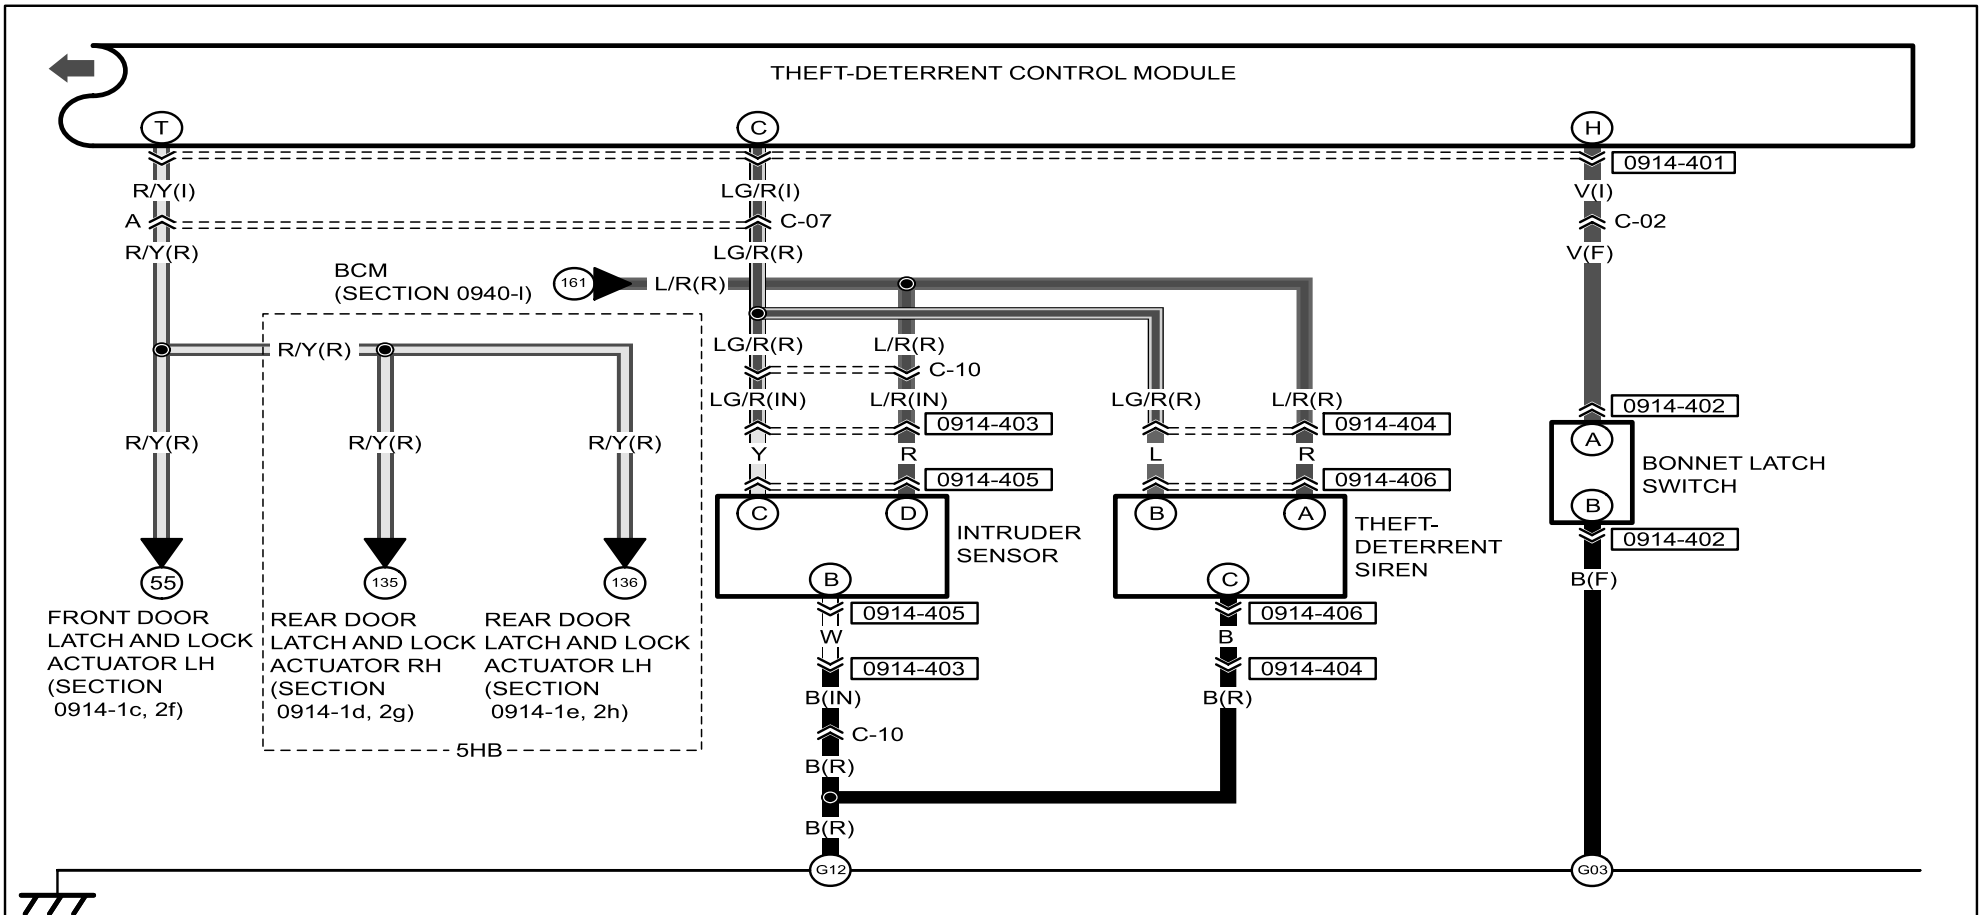 THEFT-DETERRENT CONTROL MODULE
T C H
0914-401
R/Y(I) LG/R(I) V(I)
A C-07 C-02
R/Y(R) LG/R(R) V(F)
BCM
(SECTION 0940-I)
161 L/R(R)
R/Y(R) LG/R(R) L/R(R)
C-10
LG/R(IN) L/R(IN) LG/R(R) L/R(R)
0914-402
0914-403 0914-404
R/Y(R) R/Y(R) R/Y(R)
A
Y R L R
BONNET LATCH
SWITCH
0914-405 0914-406
B
C D B A
0914-402
INTRUDER
SENSOR
THEFT-
DETERRENT
SIREN
55 135 136
B C B(F)
FRONT DOOR
LATCH AND LOCK
ACTUATOR LH
(SECTION
0914-1c, 2f)
REAR DOOR
LATCH AND LOCK
ACTUATOR RH
(SECTION
0914-1d, 2g)
REAR DOOR
LATCH AND LOCK
ACTUATOR LH
(SECTION
0914-1e, 2h)
5HB
0914-405 0914-406
W B
0914-403 0914-404
B(IN) B(R)
C-10
B(R)
B(R)
G12 G03